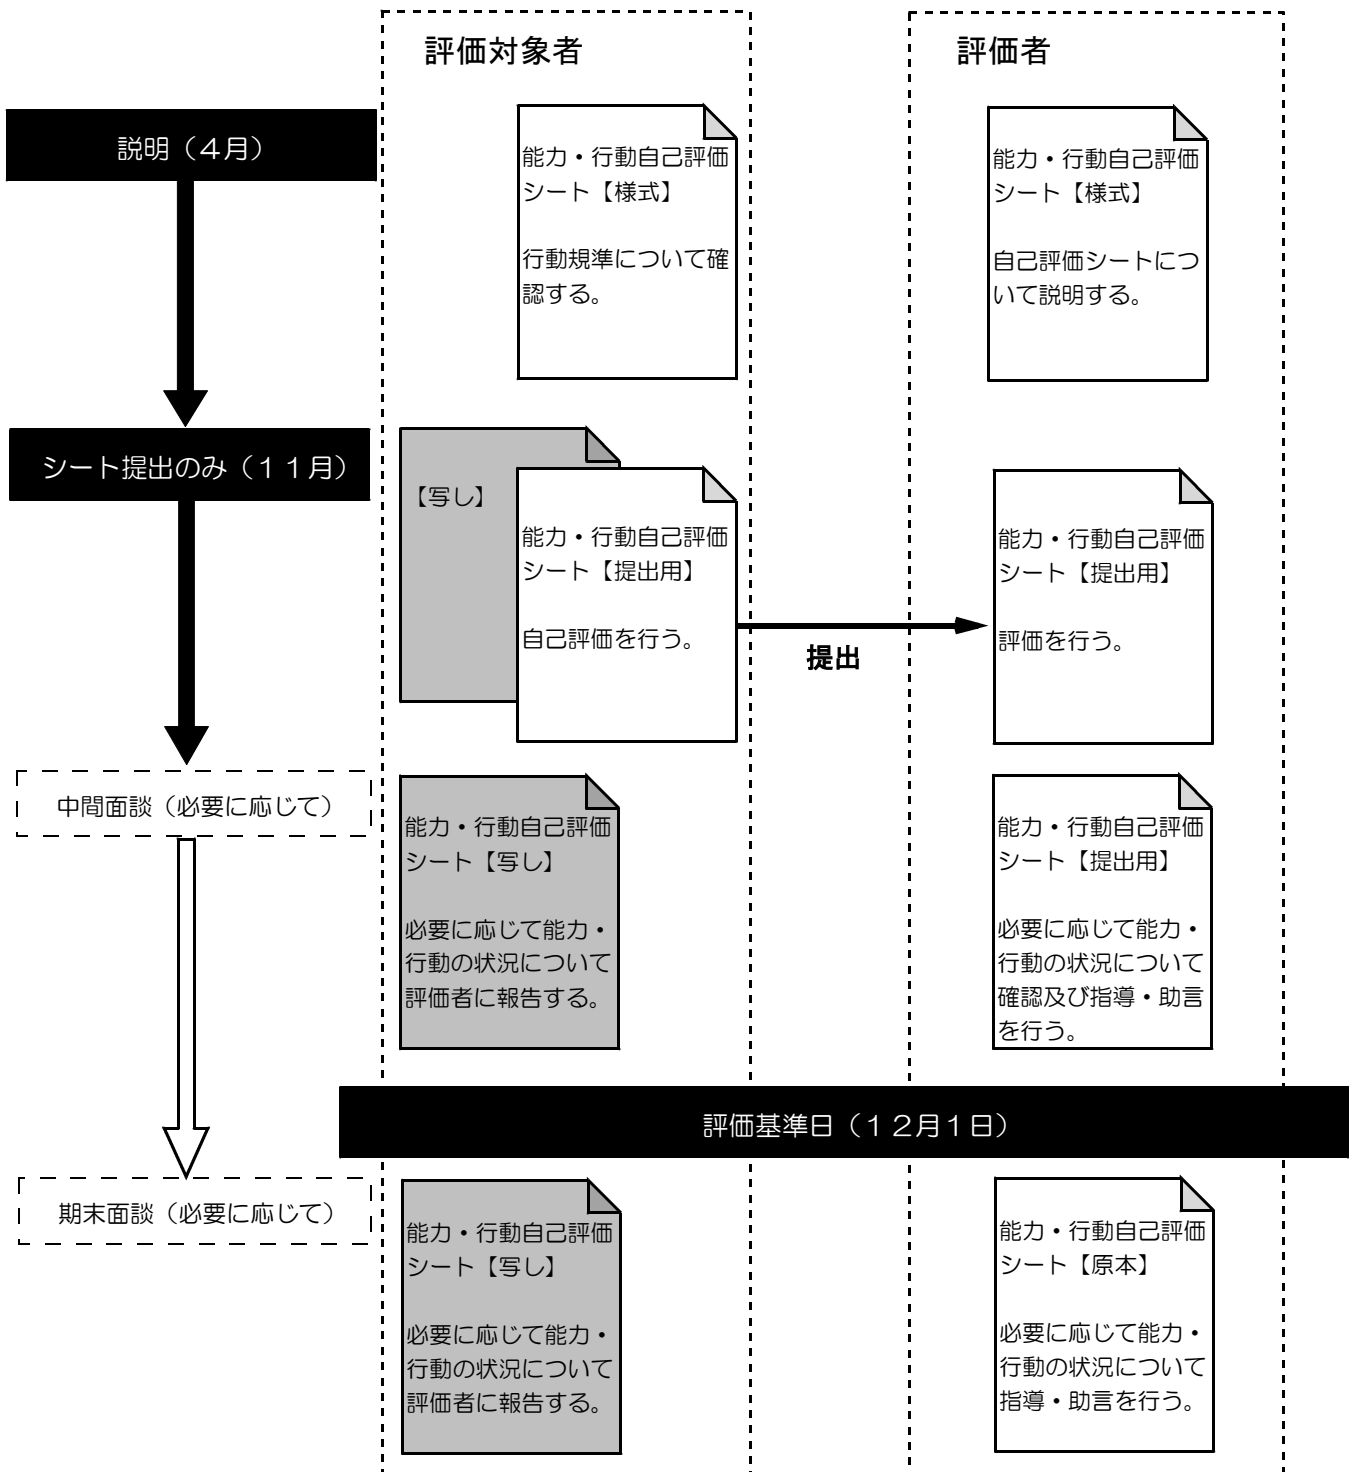 評価対象者
評価者
説明（４月）
能力・行動自己評価
シート【様式】
行動規準について確
認する。
能力・行動自己評価
シート【様式】
自己評価シートにつ
いて説明する。
シート提出のみ（１１月）
【写し】
能力・行動自己評価
シート【提出用】
自己評価を行う。
提出
能力・行動自己評価
シート【提出用】
評価を行う。
中間面談（必要に応じて）
能力・行動自己評価
シート【写し】
必要に応じて能力・
行動の状況について
評価者に報告する。
能力・行動自己評価
シート【提出用】
必要に応じて能力・
行動の状況について
確認及び指導・助言
を行う。
評価基準日（１２月１日）
期末面談（必要に応じて）
能力・行動自己評価
シート【写し】
必要に応じて能力・
行動の状況について
評価者に報告する。
能力・行動自己評価
シート【原本】
必要に応じて能力・
行動の状況について
指導・助言を行う。